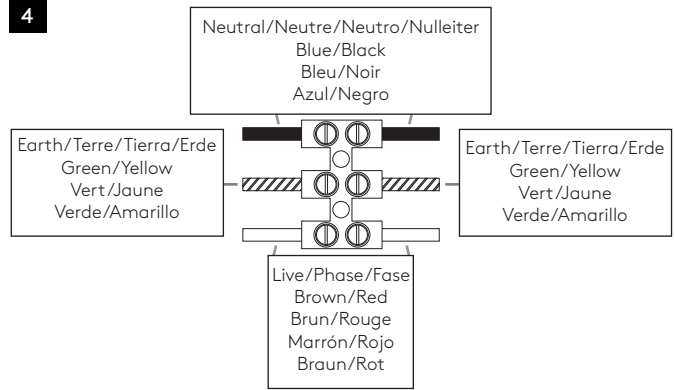 4
Neutral/Neutre/Neutro/Nulleiter
Blue/Black
Bleu/Noir
Azul/Negro
Earth/Terre/Tierra/Erde
Green/Yellow
Vert/Jaune
Verde/Amarillo
Earth/Terre/Tierra/Erde
Green/Yellow
Vert/Jaune
Verde/Amarillo
Live/Phase/Fase
Brown/Red
Brun/Rouge
Marrón/Rojo
Braun/Rot